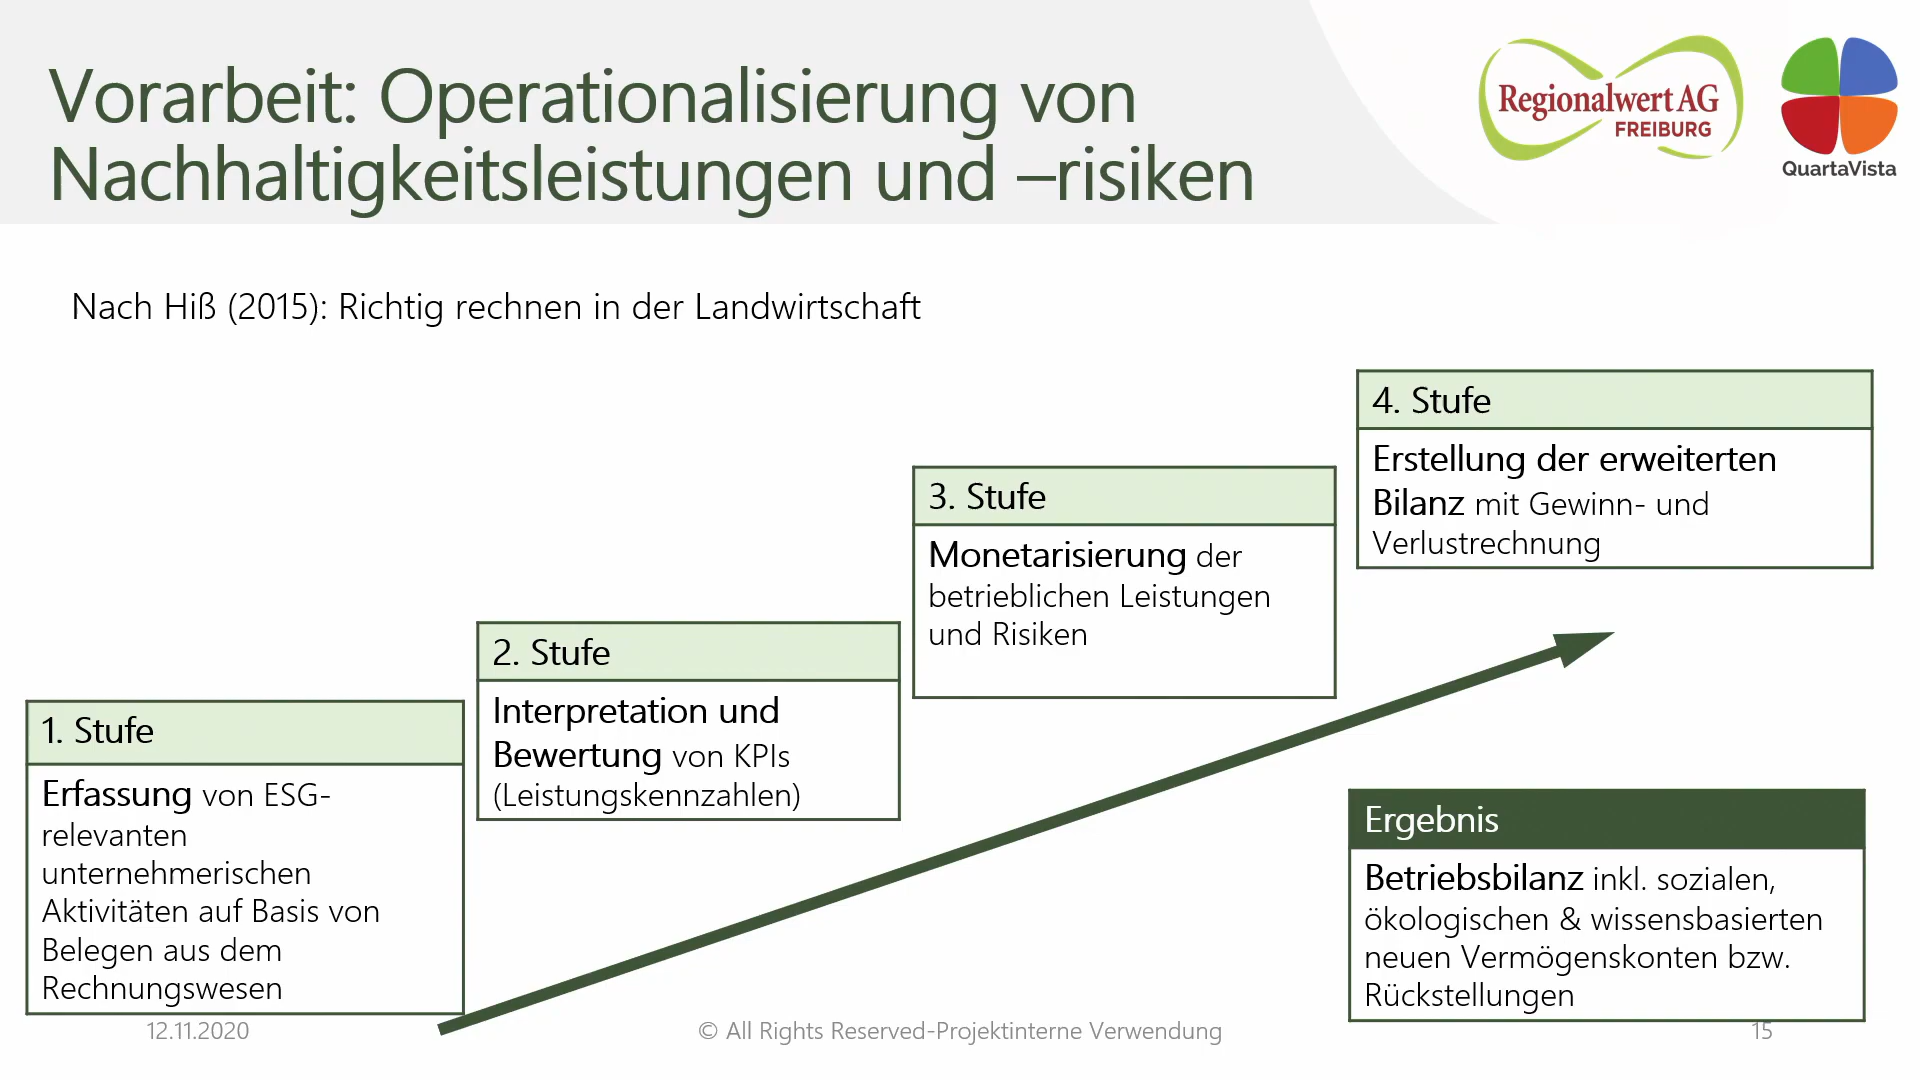 Vorarbeit: Operationalisierung von
Nachhaltigkeitsleistungen und –risiken
Regionalwert AG
FREIBURG
QuartaVista
Nach Hiß (2015): Richtig rechnen in der Landwirtschaft
1. Stufe
Erfassung von ESG-
relevanten
unternehmerischen
Aktivitäten auf Basis von
Belegen aus dem
Rechnungswesen
2. Stufe
Interpretation und
Bewertung von KPIs
(Leistungskennzahlen)
3. Stufe
Monetarisierung der
betrieblichen Leistungen
und Risiken
4. Stufe
Erstellung der erweiterten
Bilanz mit Gewinn- und
Verlustrechnung
Ergebnis
Betriebsbilanz inkl. sozialen,
ökologischen & wissensbasierten
neuen Vermögenskonten bzw.
Rückstellungen
12.11.2020
© All Rights Reserved-Projektinterne Verwendung
15